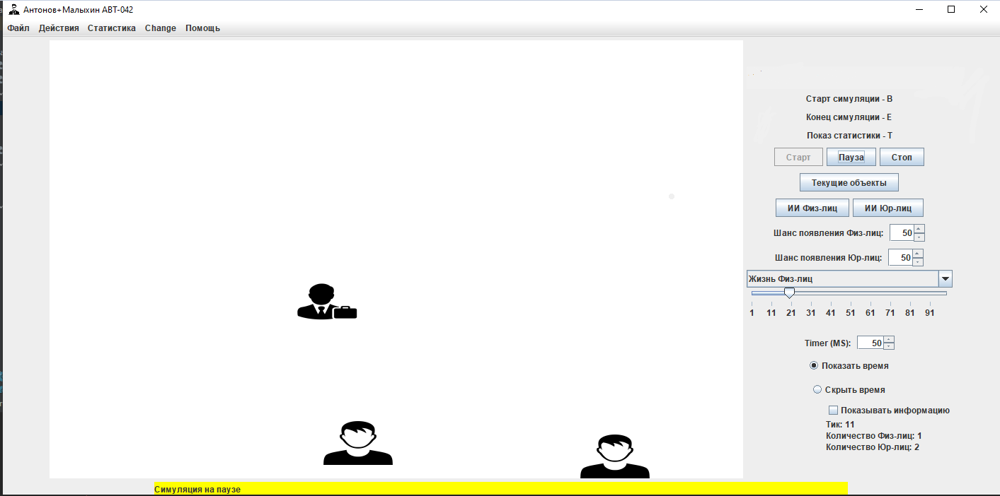 Антонов+Малыхин АВТ-042
Файл Действия Статистика Change Помощь
Старт симуляции - B
Конец симуляции - E
Показ статистики - T
Старт Пауза Стоп
Текущие объекты
ИИ Физ-лиц ИИ Юр-лиц
Шанс появления Физ-лиц: 50
Шанс появления Юр-лиц: 50
Жизнь Физ-лиц
1 11 21 31 41 51 61 71 81 91
Timer (MS): 50
Показать время
Скрыть время
Показывать информацию
Тик: 11
Количество Физ-лиц: 1
Количество Юр-лиц: 2
Симуляция на паузе